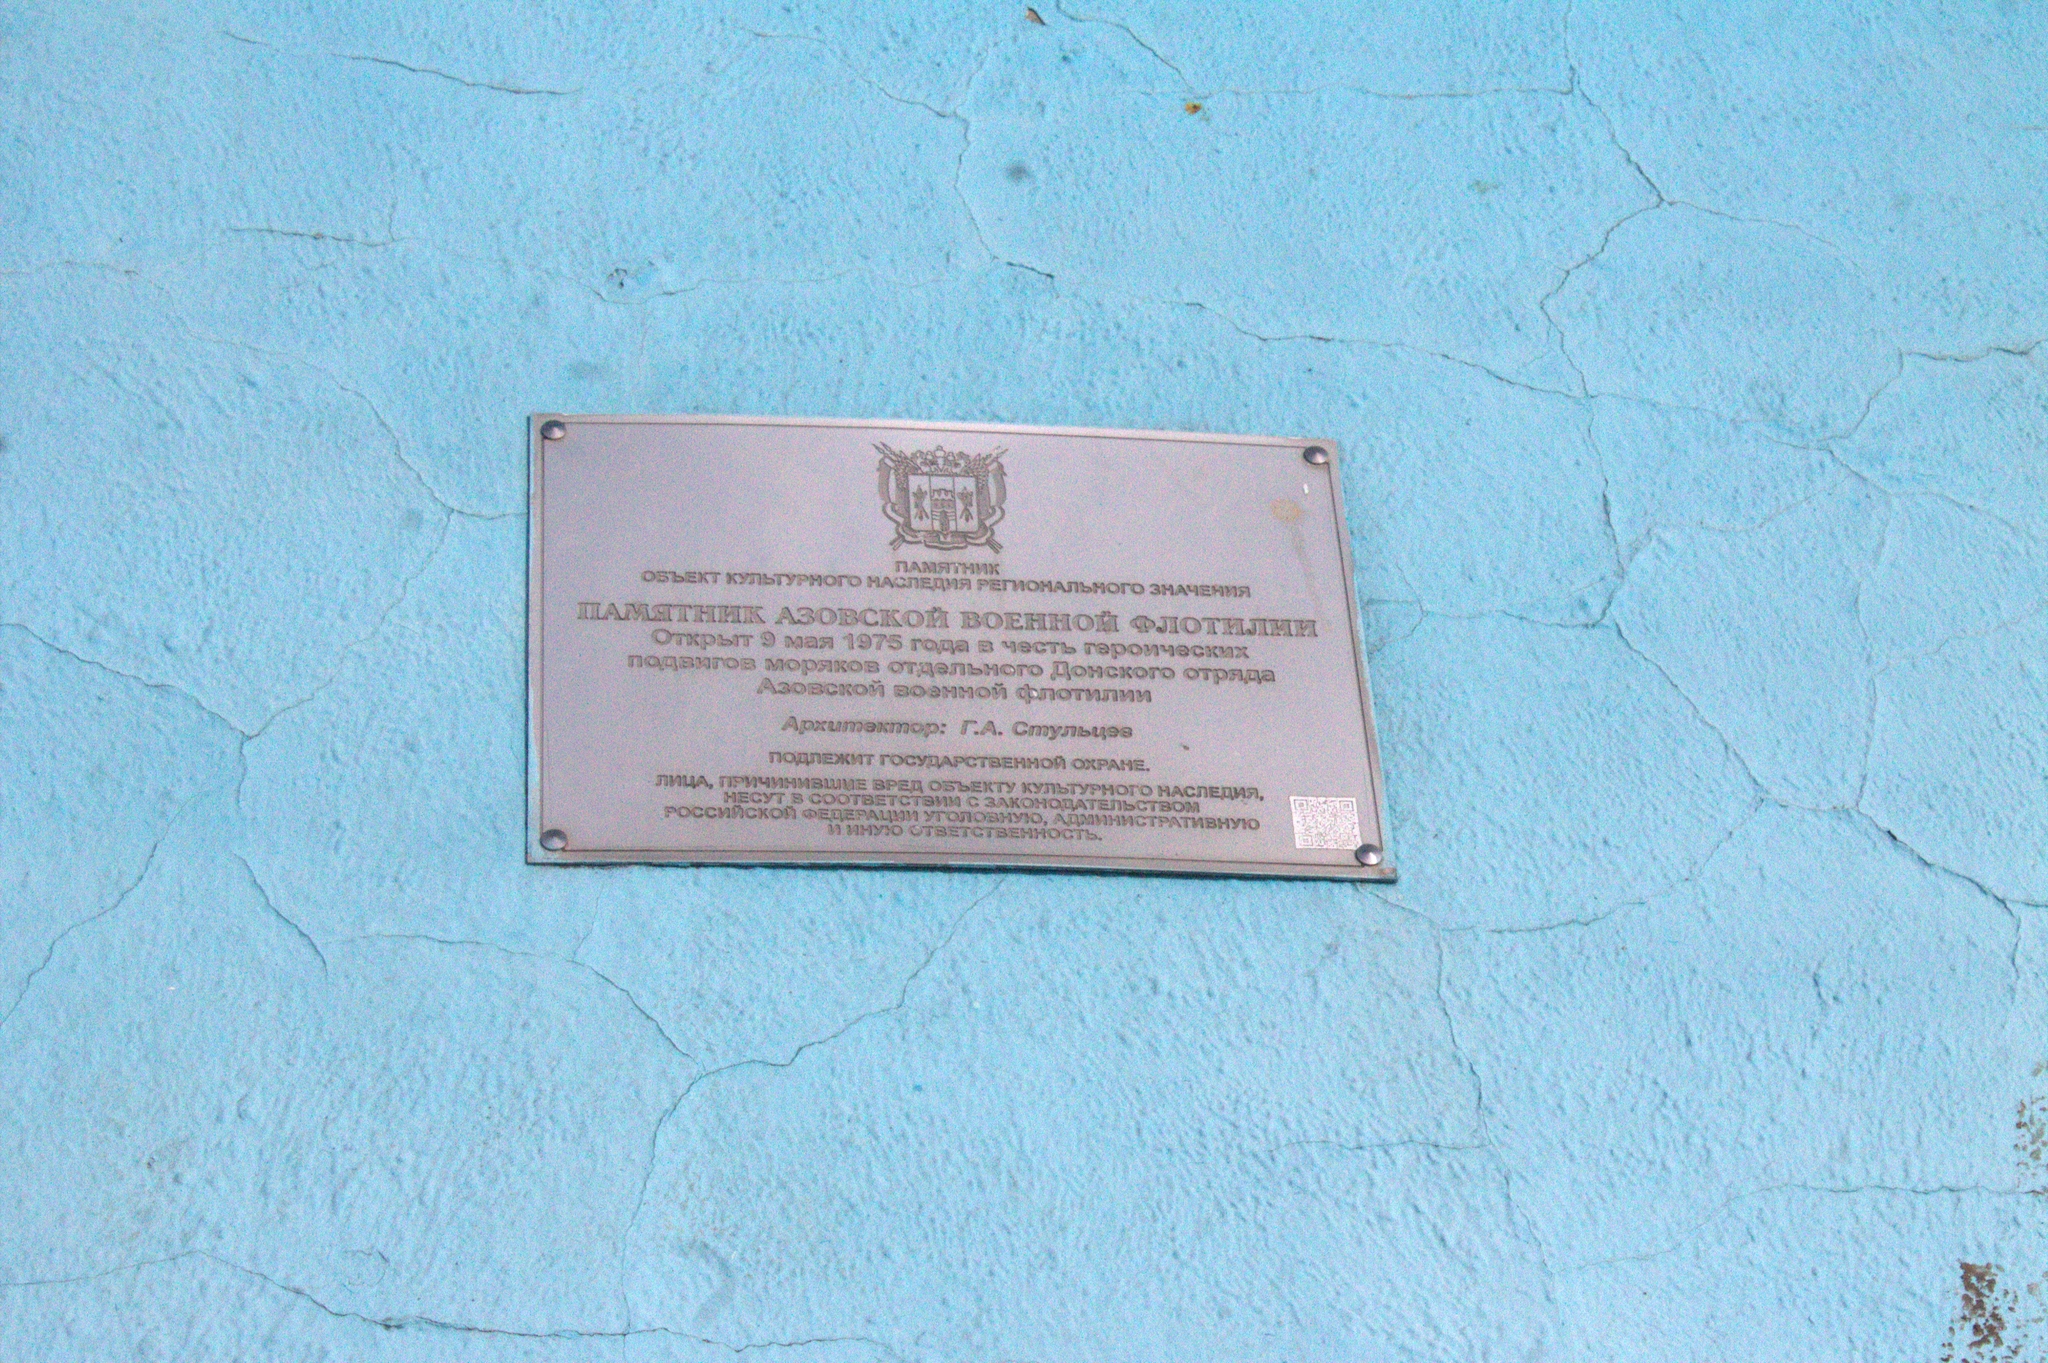 ПАМЯТНИК
ОБЪЕКТ КУЛЬТУРНОГО НАСЛЕДИЯ РЕГИОНАЛЬНОГО ЗНАЧЕНИЯ
ПАМЯТНИК АЗОВСКОЙ ВОЕННОЙ ФЛОТИЛИИ
Открыт 9 мая 1975 года в честь героических
подвигов моряков отдельного Донского отряда
Азовской военной флотилии
Архитектор: Г.А. Стульцев
ПОДЛЕЖИТ ГОСУДАРСТВЕННОЙ ОХРАНЕ.
ЛИЦА, ПРИЧИНИВШИЕ ВРЕД ОБЪЕКТУ КУЛЬТУРНОГО НАСЛЕДИЯ,
НЕСУТ В СООТВЕТСТВИИ С ЗАКОНОДАТЕЛЬСТВОМ
РОССИЙСКОЙ ФЕДЕРАЦИИ УГОЛОВНУЮ, АДМИНИСТРАТИВНУЮ
И ИНУЮ ОТВЕТСТВЕННОСТЬ.